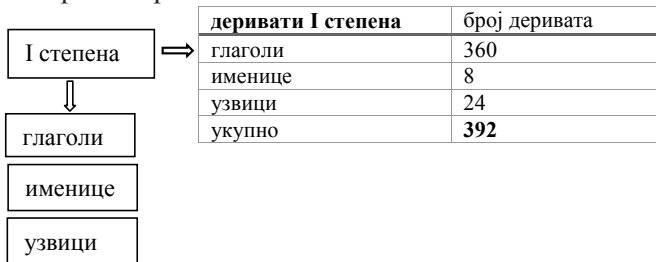 I степена
глаголи
именице
узвици
деривати I степена број деривата
глаголи 360
именице 8
узвици 24
укупно 392